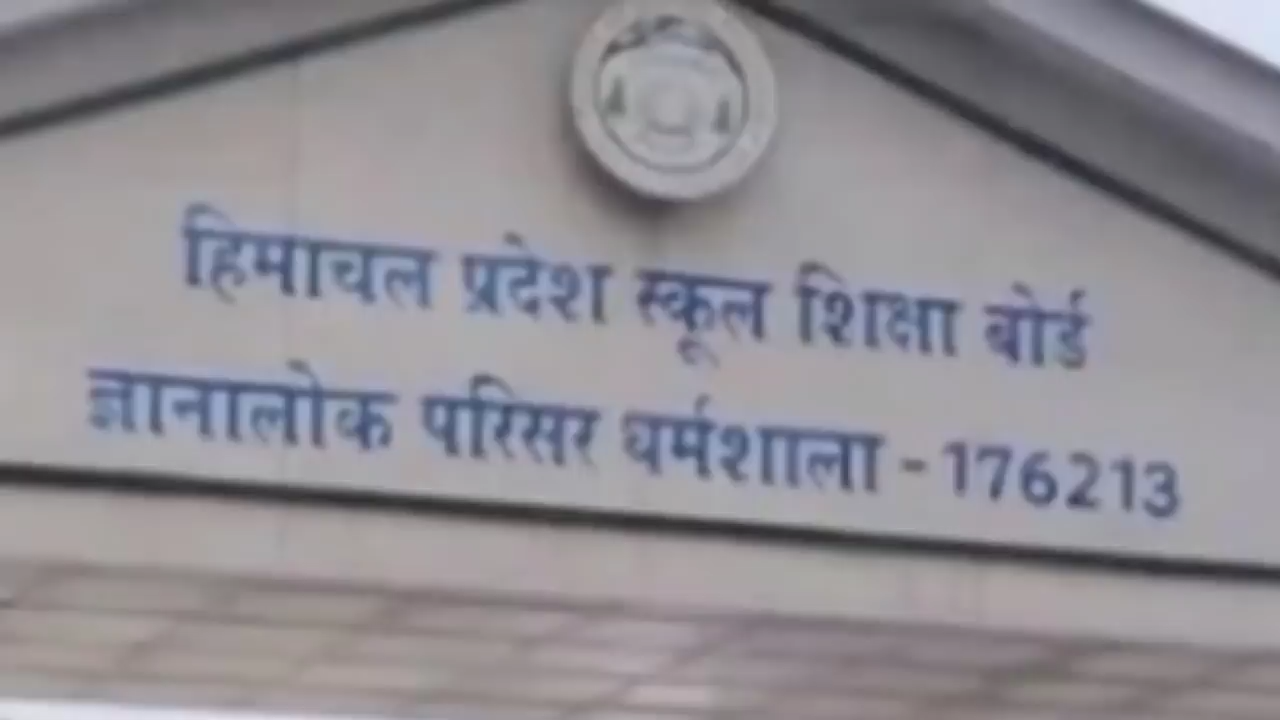 हिमाचल प्रदेश स्कूल शिक्षा बोर्ड
ज्ञानालोक परिसर धर्मशाला - 176213